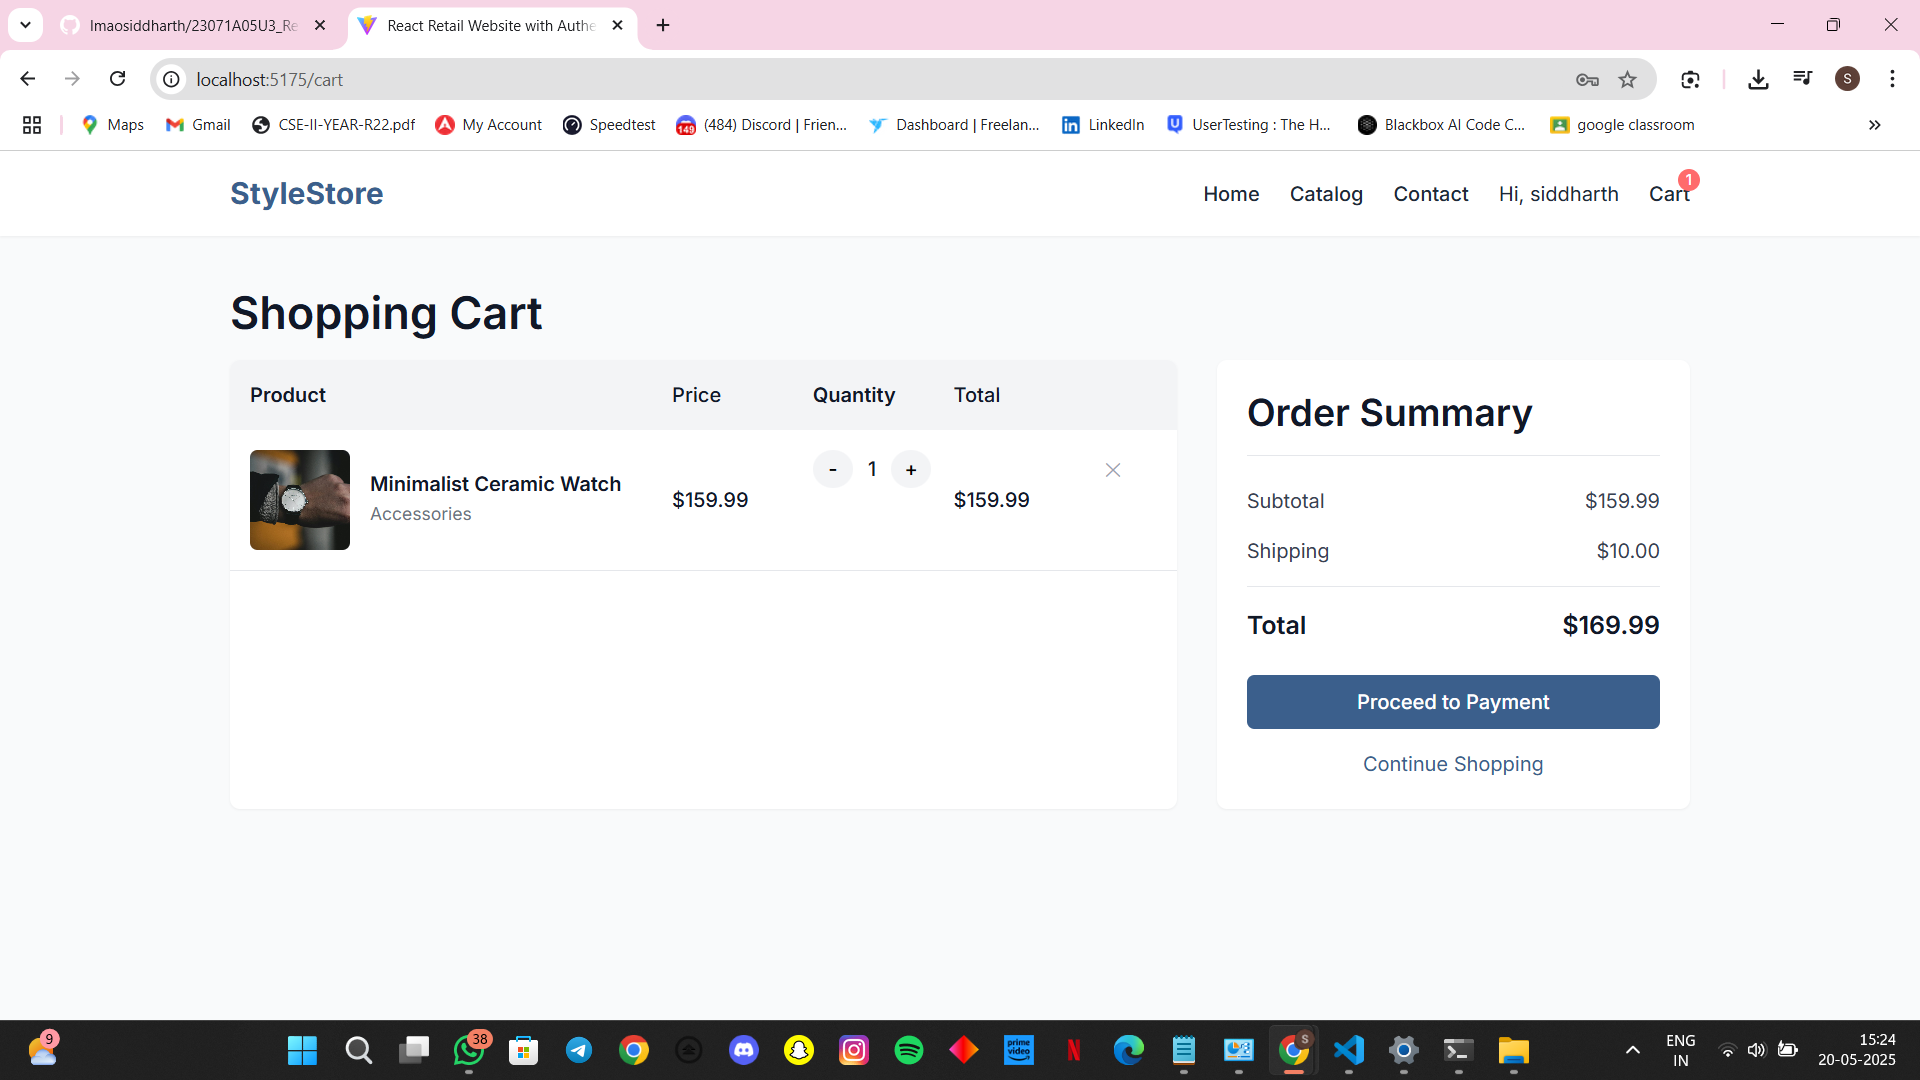 lmaosiddharth/23071A05U3_Re
React Retail Website with Authe
localhost:5175/cart
S
Maps
Gmail
CSE-II-YEAR-R22.pdf
My Account
Speedtest
149
(484) Discord | Frien...
Dashboard | Freelan...
LinkedIn
UserTesting : The H...
Blackbox AI Code C...
google classroom
StyleStore
Home
Catalog
Contact
Hi, siddharth
Cart
1
Shopping Cart
Product
Price
Quantity
Total
Minimalist Ceramic Watch
Accessories
$159.99
-
1
+
$159.99
Order Summary
Subtotal
$159.99
Shipping
$10.00
Total
$169.99
Proceed to Payment
Continue Shopping
9
38
prime
video
N
S
ENG
IN
15:24
20-05-2025